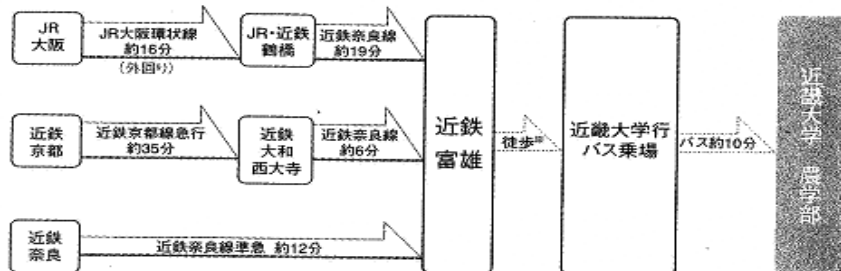 JR
大阪
JR大阪環状線
約16分
(外回り)
JR・近鉄
鶴橋
近鉄奈良線
約19分
近鉄
京都
近鉄京都線急行
約35分
近鉄
大和
西大寺
近鉄奈良線
約6分
近鉄
奈良
近鉄奈良線準急 約12分
近鉄
富雄
徒歩※
近畿大学行
バス乗場
バス約10分
近畿大学 農学部